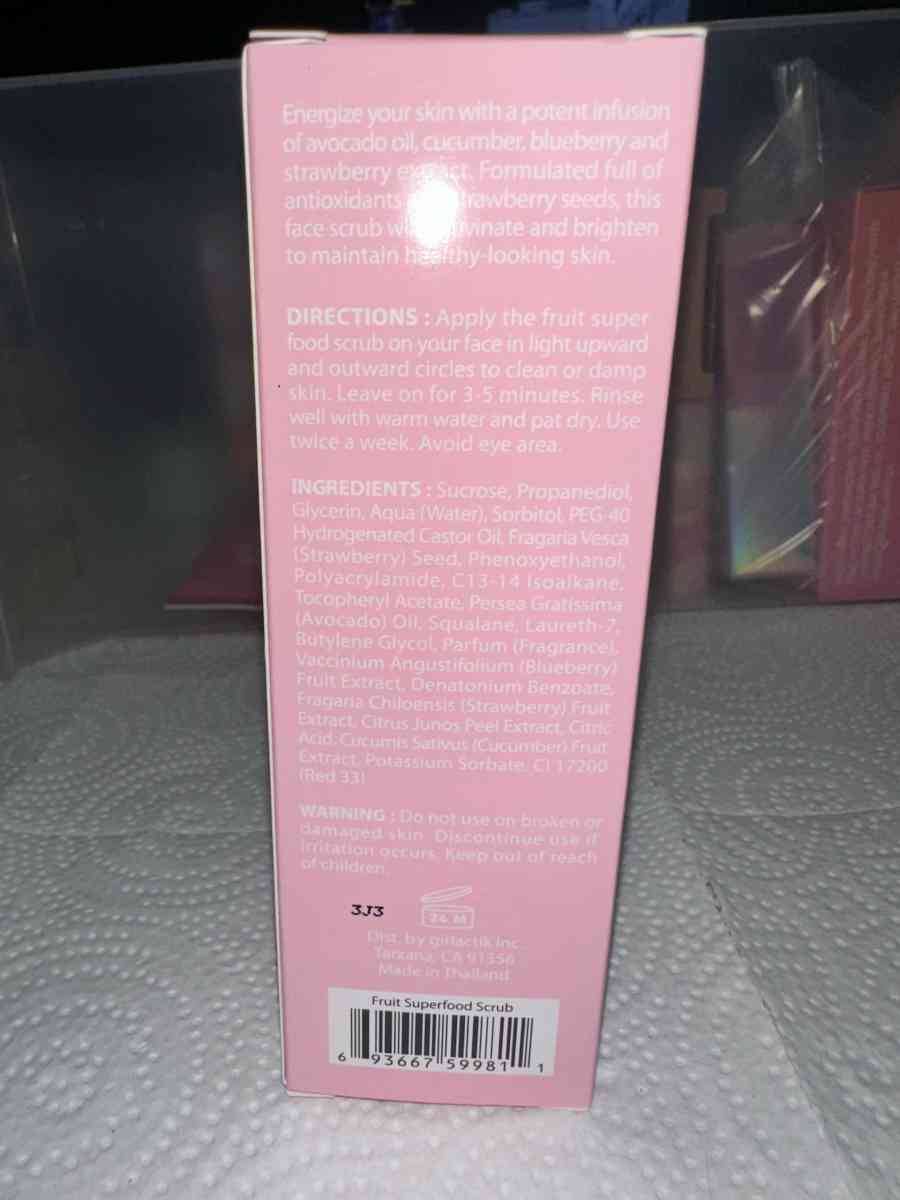 Energize your skin with a potent infusion
of avocado oil, cucumber, blueberry and
strawberry extract. Formulated full of
antioxidants strawberry seeds, this
face scrub and brighten
to maintain healthy-looking skin.
DIRECTIONS : Apply the fruit super
food scrub on your face in light upward
and outward circles to clean or damp
skin. Leave on for 3-5 minutes. Rinse
well with warm water and pat dry. Use
twice a week. Avoid eye area.
INGREDIENTS : Sucrose, Propanediol,
Glycerin, Aqua (Water), Sorbitol, PEG-40
Hydrogenated Castor Oil, Fragaria Vesca
(Strawberry) Seed, Phenoxyethanol,
Polyacrylamide, C13-14 Isoalkane,
Tocopheryl Acetate, Persea Gratissima
(Avocado) Oil, Squalane, Laureth-7,
Butylene Glycol, Parfum (Fragrance),
Vaccinium Angustifolium (Blueberry)
Fruit Extract, Denatonium Benzoate,
Fragaria Chiloensis (Strawberry) Fruit
Extract, Citrus Junos Peel Extract, Citric
Acid, Cucumis Sativus (Cucumber) Fruit
Extract, Potassium Sorbate, CI 17200
(Red 33)
WARNING : Do not use on broken or
damaged skin. Discontinue use if
irritation occurs. Keep out of reach
of children.
3J3
24 M
Dist. by girlactik Inc.
Tarzana, CA 91356
Made in Thailand
Fruit Superfood Scrub
6 93667 59981 1